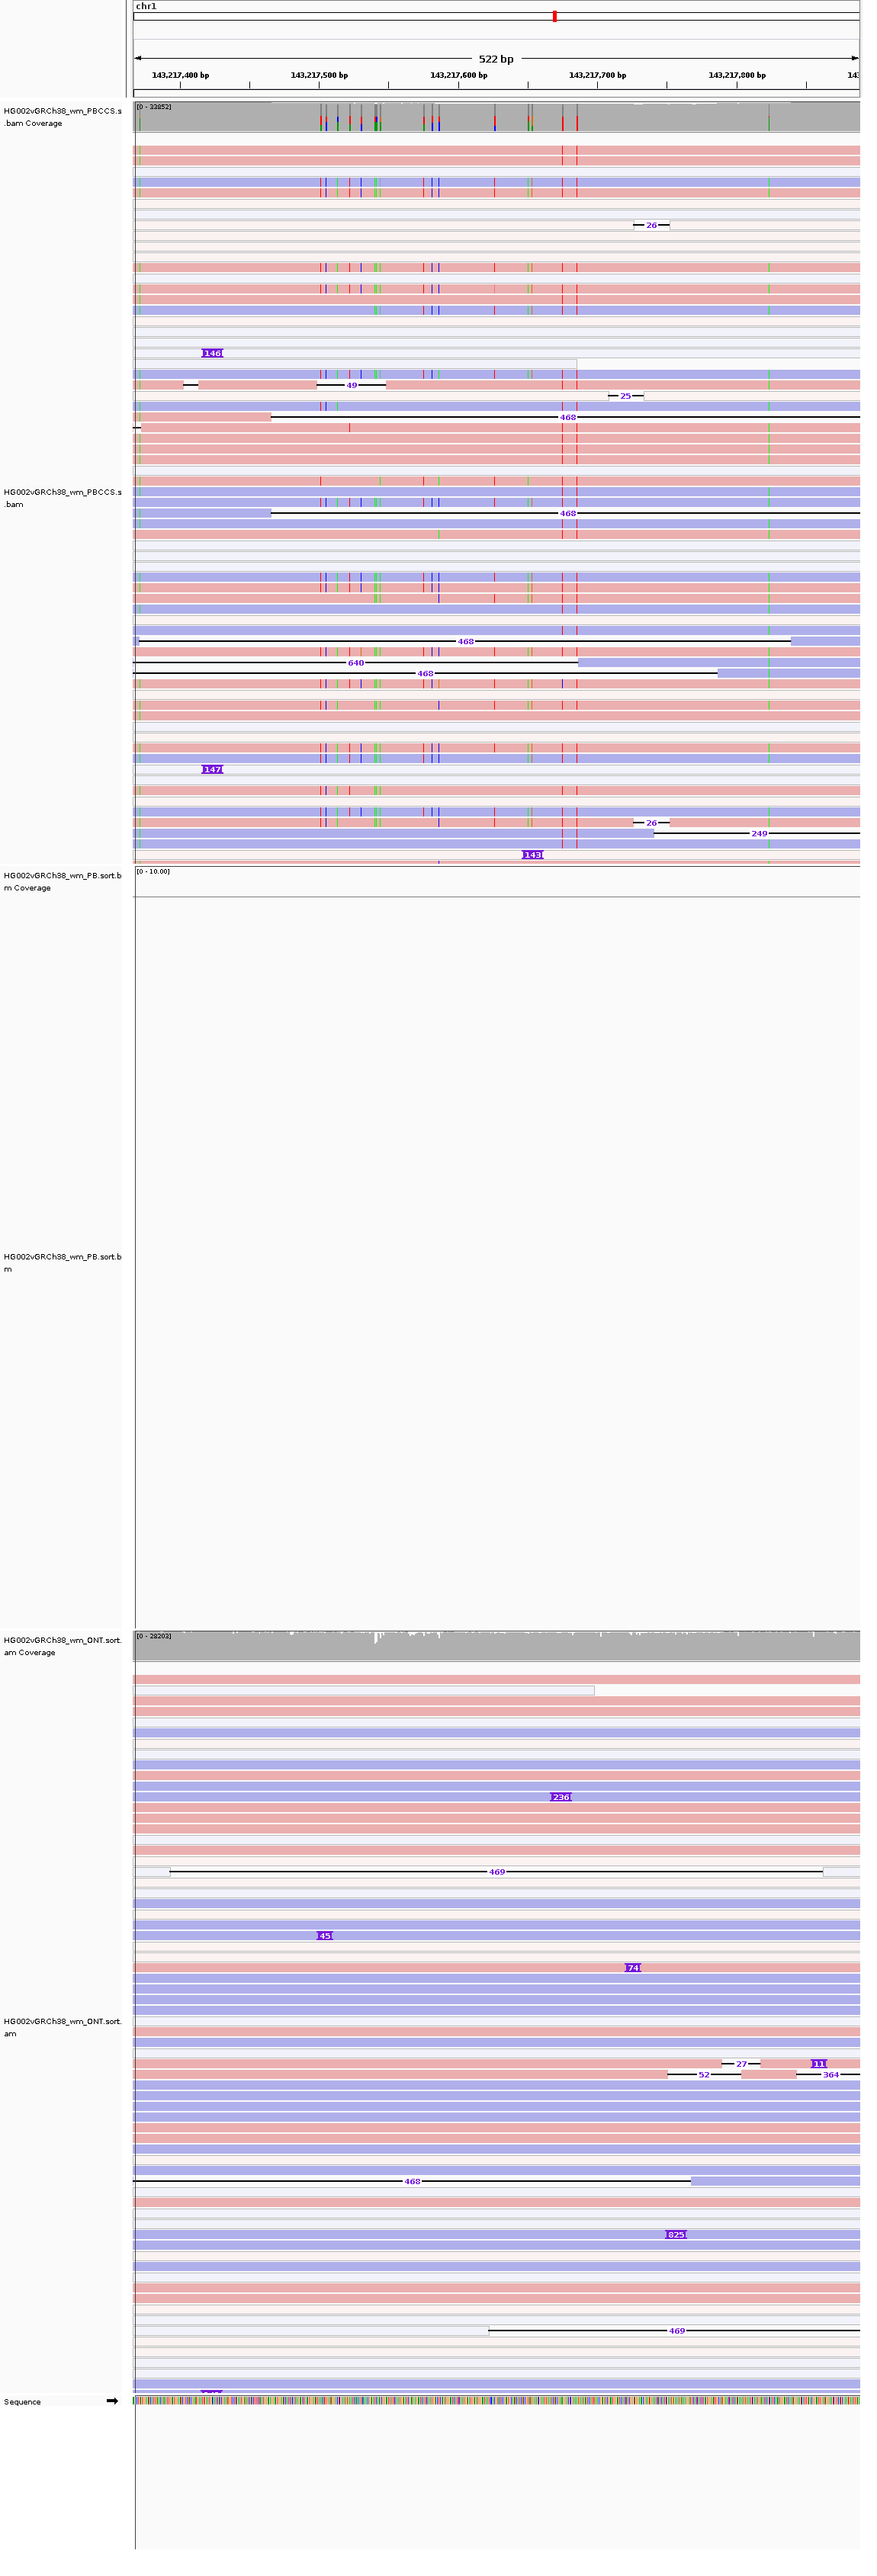 chr1
522 bp
143,217,400 bp 143,217,500 bp 143,217,600 bp 143,217,700 bp 143,217,800 bp 143
HG002vGRCh38_wm_PBCCS.s
.bam Coverage
[0 - 33852]
26
146
49
25
468
HG002vGRCh38_wm_PBCCS.s
.bam
468
468
640
468
147
26
249
143
HG002vGRCh38_wm_PB.sort.b
m Coverage
[0 - 10.00]
HG002vGRCh38_wm_PB.sort.b
m
HG002vGRCh38_wm_ONT.sort.
am Coverage
[0 - 28203]
236
469
45
74
HG002vGRCh38_wm_ONT.sort.
am
27 11
52 364
468
825
469
Sequence